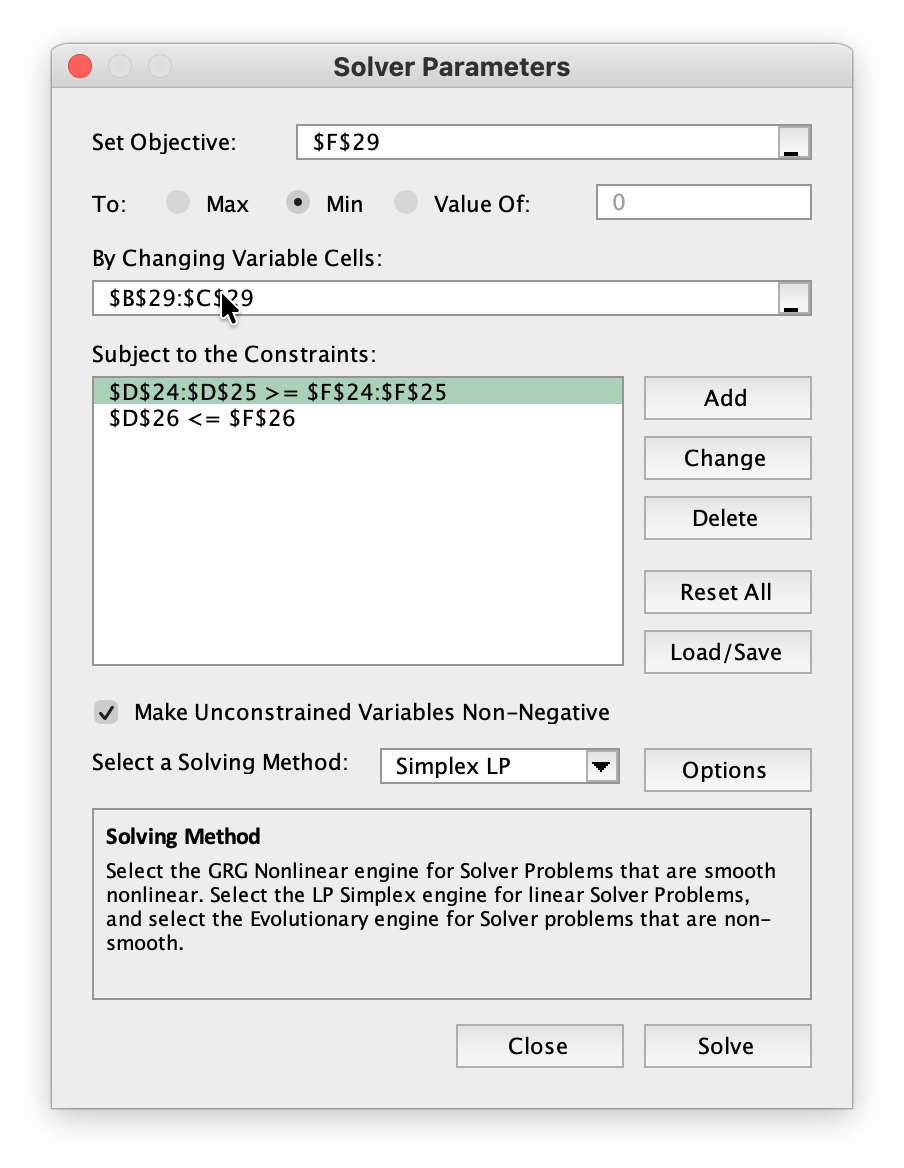 Solver Parameters
Set Objective: $F$29
To: Max Min Value Of: 0
By Changing Variable Cells:
$B$29:$C$29
Subject to the Constraints:
$D$24:$D$25 >= $F$24:$F$25
$D$26 <= $F$26
Add
Change
Delete
Reset All
Load/Save
Make Unconstrained Variables Non-Negative
Select a Solving Method: Simplex LP Options
Solving Method
Select the GRG Nonlinear engine for Solver Problems that are smooth
nonlinear. Select the LP Simplex engine for linear Solver Problems,
and select the Evolutionary engine for Solver problems that are non-
smooth.
Close Solve